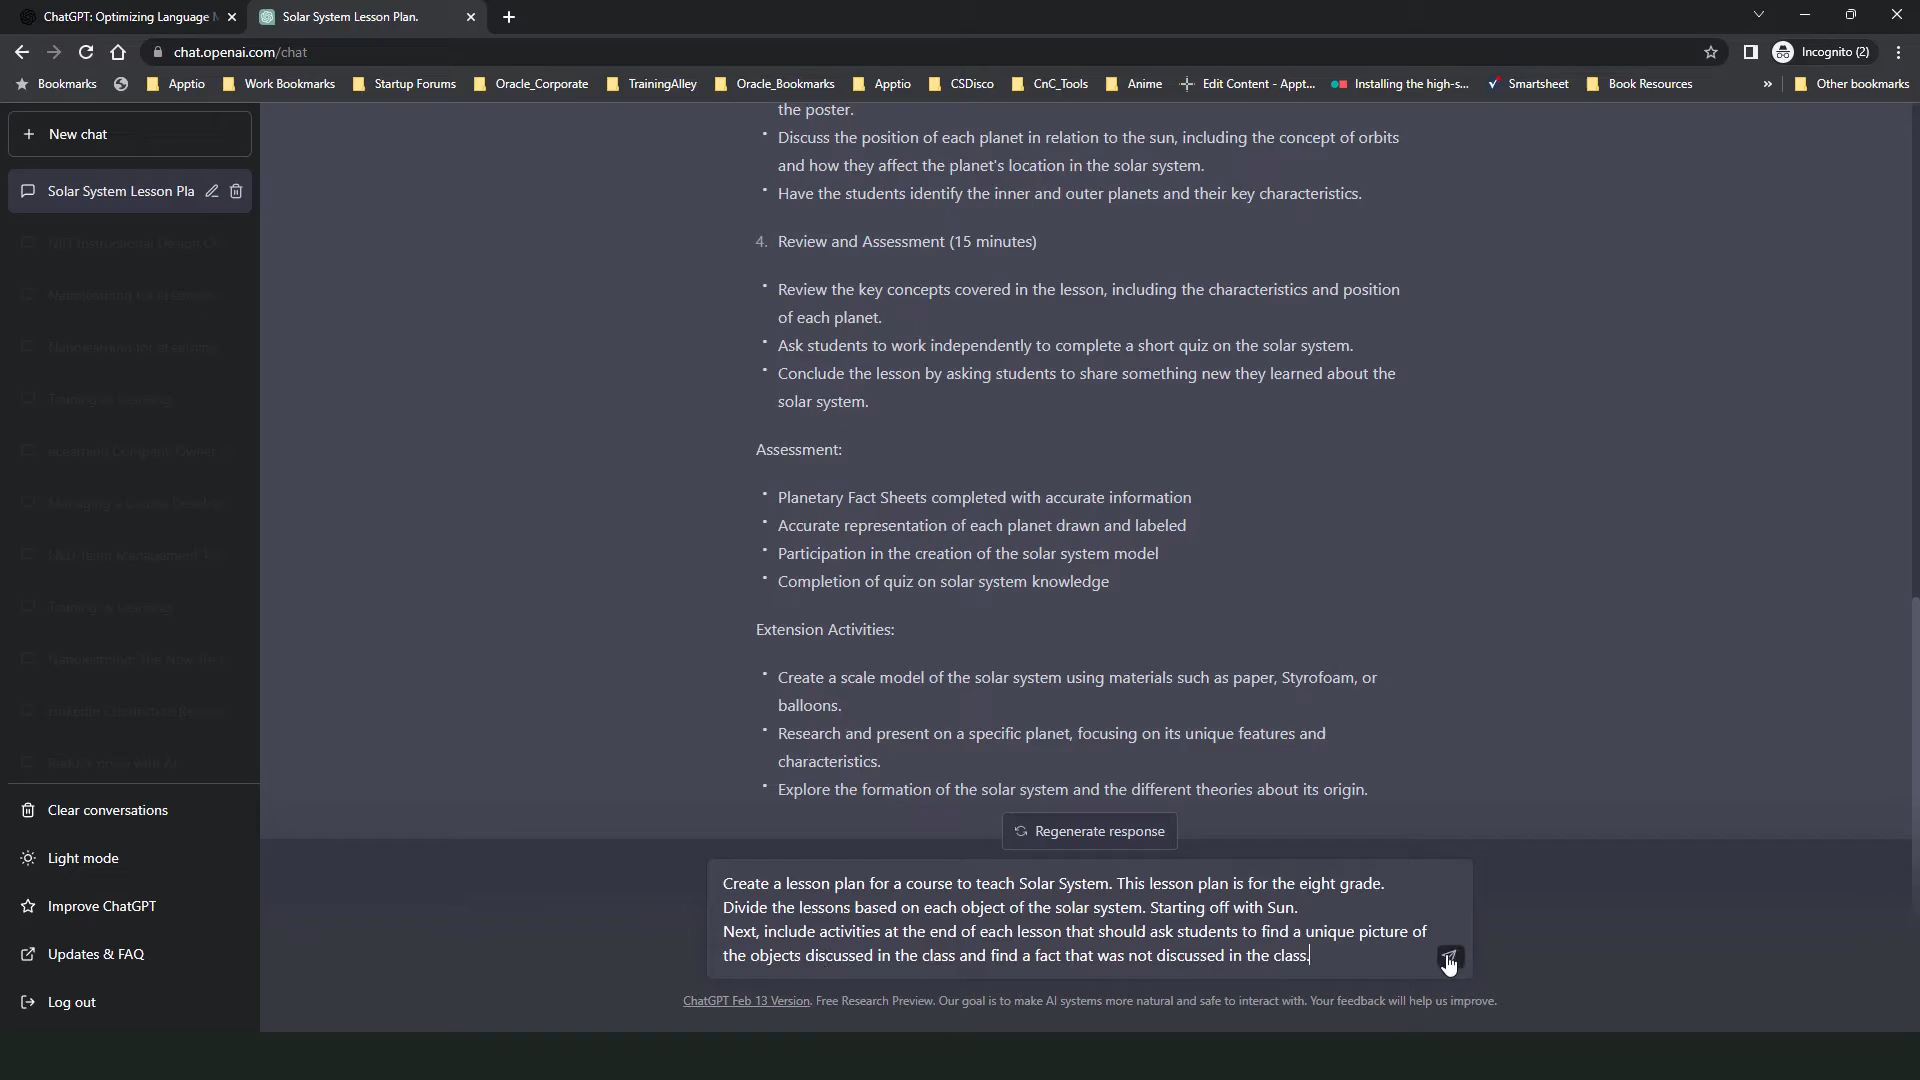 ChatGPT: Optimizing Language M
Solar System Lesson Plan.
chat.openai.com/chat
Incognito (2)
Bookmarks
Apptio
Work Bookmarks
Startup Forums
Oracle_Corporate
TrainingAlley
Oracle_Bookmarks
Apptio
CSDisco
CnC_Tools
Anime
Edit Content - Appt...
Installing the high-s...
Smartsheet
Book Resources
»
Other bookmarks
+ New chat
Solar System Lesson Pla
Training vs Learning
eLearning Company Owner
Training vs Learning
Clear conversations
Light mode
Improve ChatGPT
Updates & FAQ
Log out
the poster.
• Discuss the position of each planet in relation to the sun, including the concept of orbits
and how they affect the planet's location in the solar system.
• Have the students identify the inner and outer planets and their key characteristics.
4. Review and Assessment (15 minutes)
• Review the key concepts covered in the lesson, including the characteristics and position
of each planet.
• Ask students to work independently to complete a short quiz on the solar system.
• Conclude the lesson by asking students to share something new they learned about the
solar system.
Assessment:
• Planetary Fact Sheets completed with accurate information
• Accurate representation of each planet drawn and labeled
• Participation in the creation of the solar system model
• Completion of quiz on solar system knowledge
Extension Activities:
• Create a scale model of the solar system using materials such as paper, Styrofoam, or
balloons.
• Research and present on a specific planet, focusing on its unique features and
characteristics.
• Explore the formation of the solar system and the different theories about its origin.
Regenerate response
Create a lesson plan for a course to teach Solar System. This lesson plan is for the eight grade.
Divide the lessons based on each object of the solar system. Starting off with Sun.
Next, include activities at the end of each lesson that should ask students to find a unique picture of
the objects discussed in the class and find a fact that was not discussed in the class.
ChatGPT Feb 13 Version. Free Research Preview. Our goal is to make AI systems more natural and safe to interact with. Your feedback will help us improve.